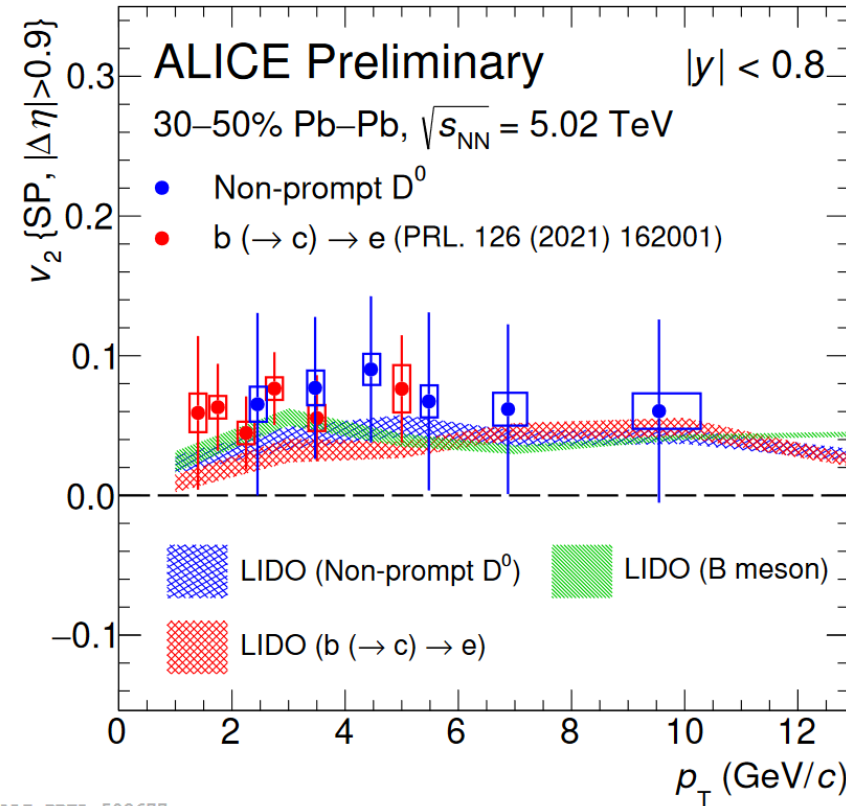 ALICE Preliminary |y| < 0.8
30–50% Pb–Pb, √s_NN = 5.02 TeV
Non-prompt D⁰
b (→ c) → e (PRL. 126 (2021) 162001)
v₂ {SP, |Δη|>0.9}
0.3
0.2
0.1
0.0
−0.1
LIDO (Non-prompt D⁰)
LIDO (B meson)
LIDO (b (→ c) → e)
0 2 4 6 8 10 12
p_T (GeV/c)